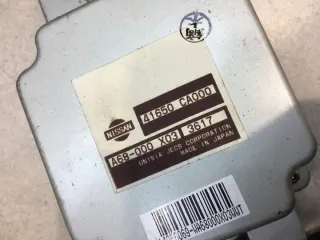 NISSAN
41650 CA000
A68-000 X03 3617
UNISIA JECS CORPORATION
MADE IN JAPAN